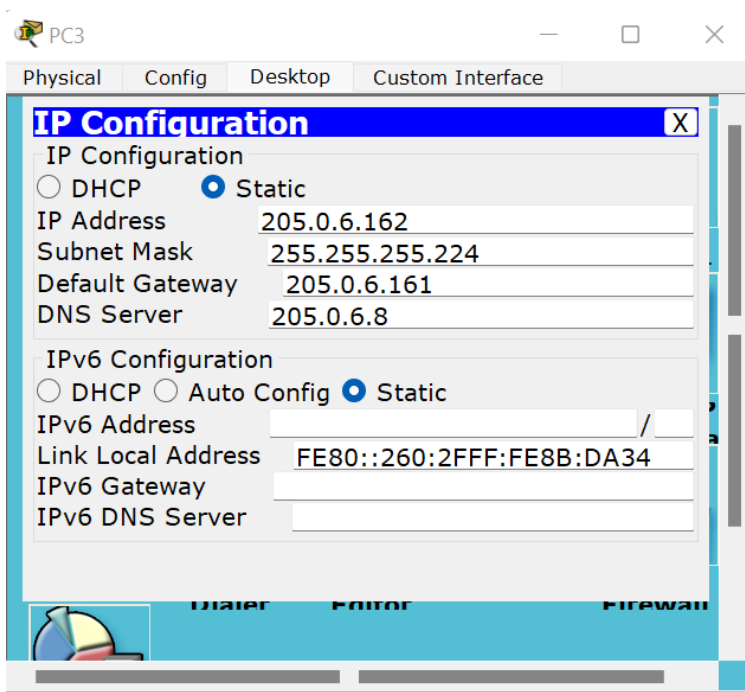 PC3
Physical Config Desktop Custom Interface
IP Configuration X
IP Configuration
DHCP Static
IP Address 205.0.6.162
Subnet Mask 255.255.255.224
Default Gateway 205.0.6.161
DNS Server 205.0.6.8
IPv6 Configuration
DHCP Auto Config Static
IPv6 Address /
Link Local Address FE80::260:2FFF:FE8B:DA34
IPv6 Gateway
IPv6 DNS Server
Dialer Editor Firewall